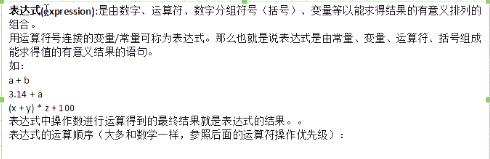 表达式(expression):是由数字、运算符、数字分组符号（括号）、变量等以能求得结果的有意义排列的
组合。
用运算符号连接的变量/常量可称为表达式。那么也就是说表达式是由常量、变量、运算符、括号组成
能求得值的有意义结果的语句。
如：
a + b
3.14 + a
(x + y) * z + 100
表达式中操作数进行运算得到的最终结果就是表达式的结果。。
表达式的运算顺序（大多和数学一样，参照后面的运算符操作优先级）：